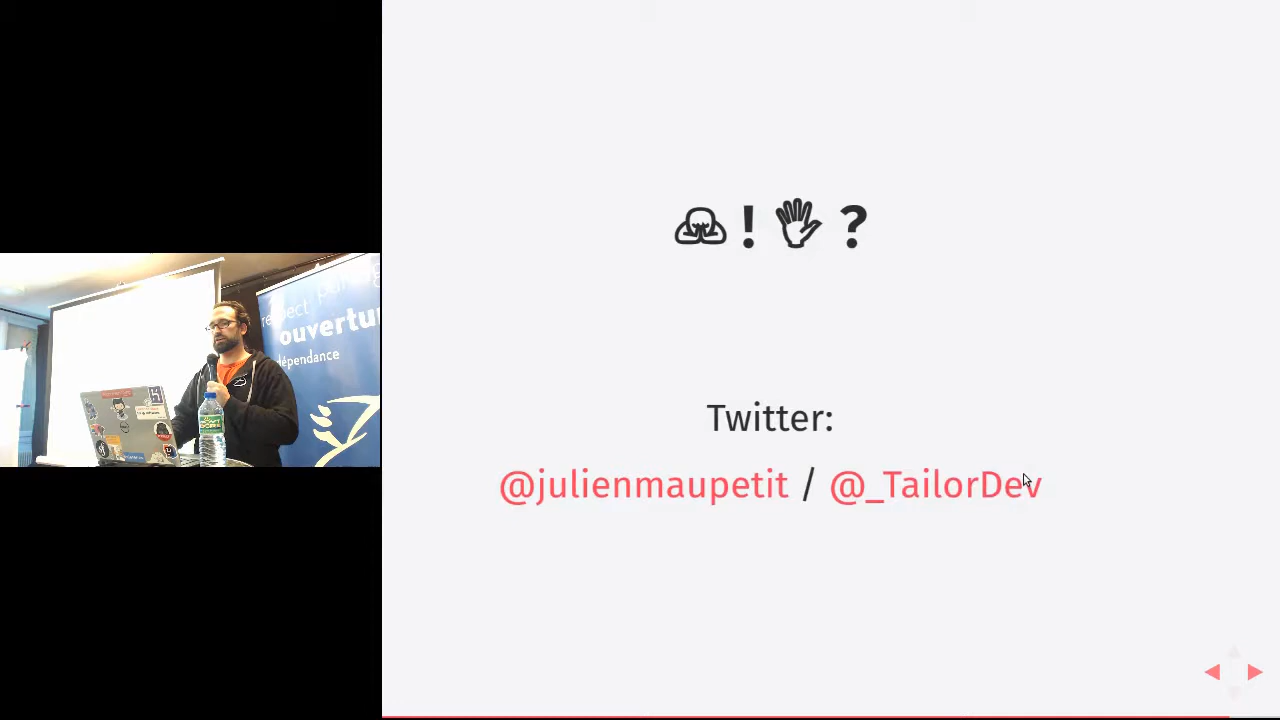 ! ?
Twitter:
@julienmaupetit / @_TailorDev
ouvertu
dépendance